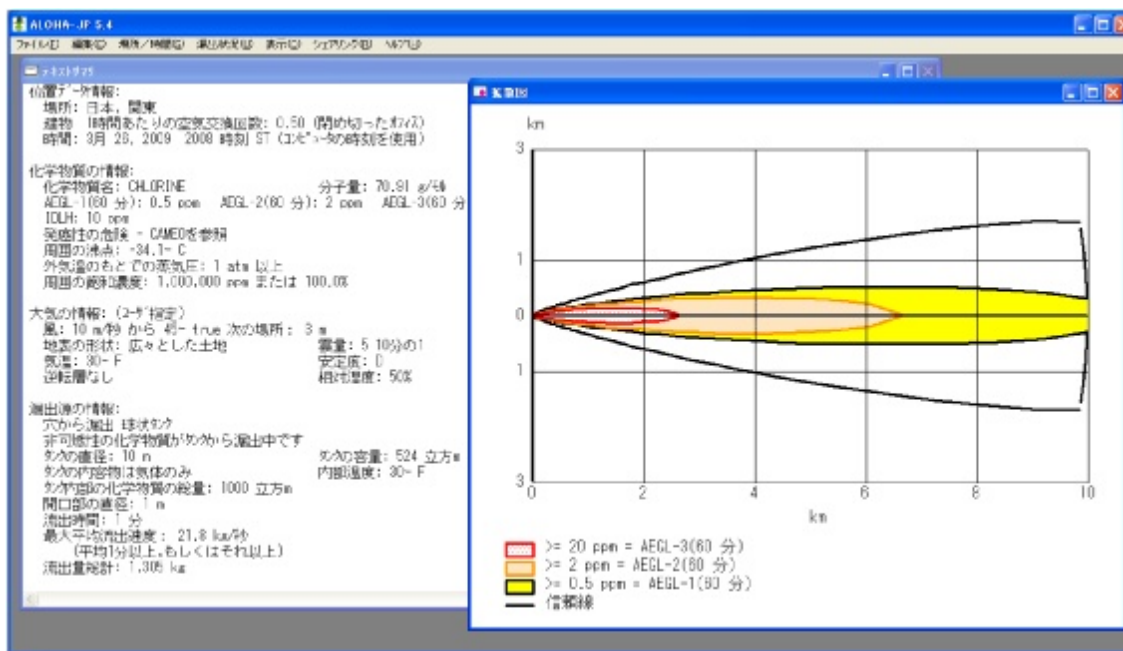 ALOHA-JP 5.4
ファイル(F) 編集(E) 場所/時間(S) 漏出状況(U) 表示(D) シェアリング(B) ヘルプ(J)
テキストサマリ
位置データ情報:
場所: 日本, 関東
建物 1時間あたりの空気交換回数: 0.50 (閉め切ったオフィス)
時間: 3月 26, 2009 2008 時刻 ST (コンピュータの時刻を使用)
化学物質の情報:
化学物質名: CHLORINE 分子量: 70.91 g/モル
AEGL-1(60 分): 0.5 ppm AEGL-2(60 分): 2 ppm AEGL-3(60 分
IDLH: 10 ppm
発癌性の危険 - CAMEOを参照
周囲の沸点: -34.1- C
外気温のもとでの蒸気圧: 1 atm 以上
周囲の飽和濃度: 1,000,000 ppm または 100.0%
大気の情報: (ユーザ指定)
風: 10 m/秒 から 45- true 次の場所: 3 m
地表の形状: 広々とした土地 雲量: 5 10分の1
気温: 30- F 安定度: D
逆転層なし 相対湿度: 50%
漏出源の情報:
穴から漏出 球状タンク
非可燃性の化学物質がタンクから漏出中です
タンクの直径: 10 m タンクの容量: 524 立方m
タンクの内容物は気体のみ 内部温度: 30- F
タンク内部の化学物質の総量: 1000 立方m
開口部の直径: 1 m
流出時間: 1 分
最大平均流出速度: 21.8 kg/秒
(平均1分以上,もしくはそれ以上)
流出量総計: 1,305 kg
拡散図
km
3
1
0
1
3
0 2 4 6 8 10
km
>= 20 ppm = AEGL-3(60 分)
>= 2 ppm = AEGL-2(60 分)
>= 0.5 ppm = AEGL-1(60 分)
信頼線